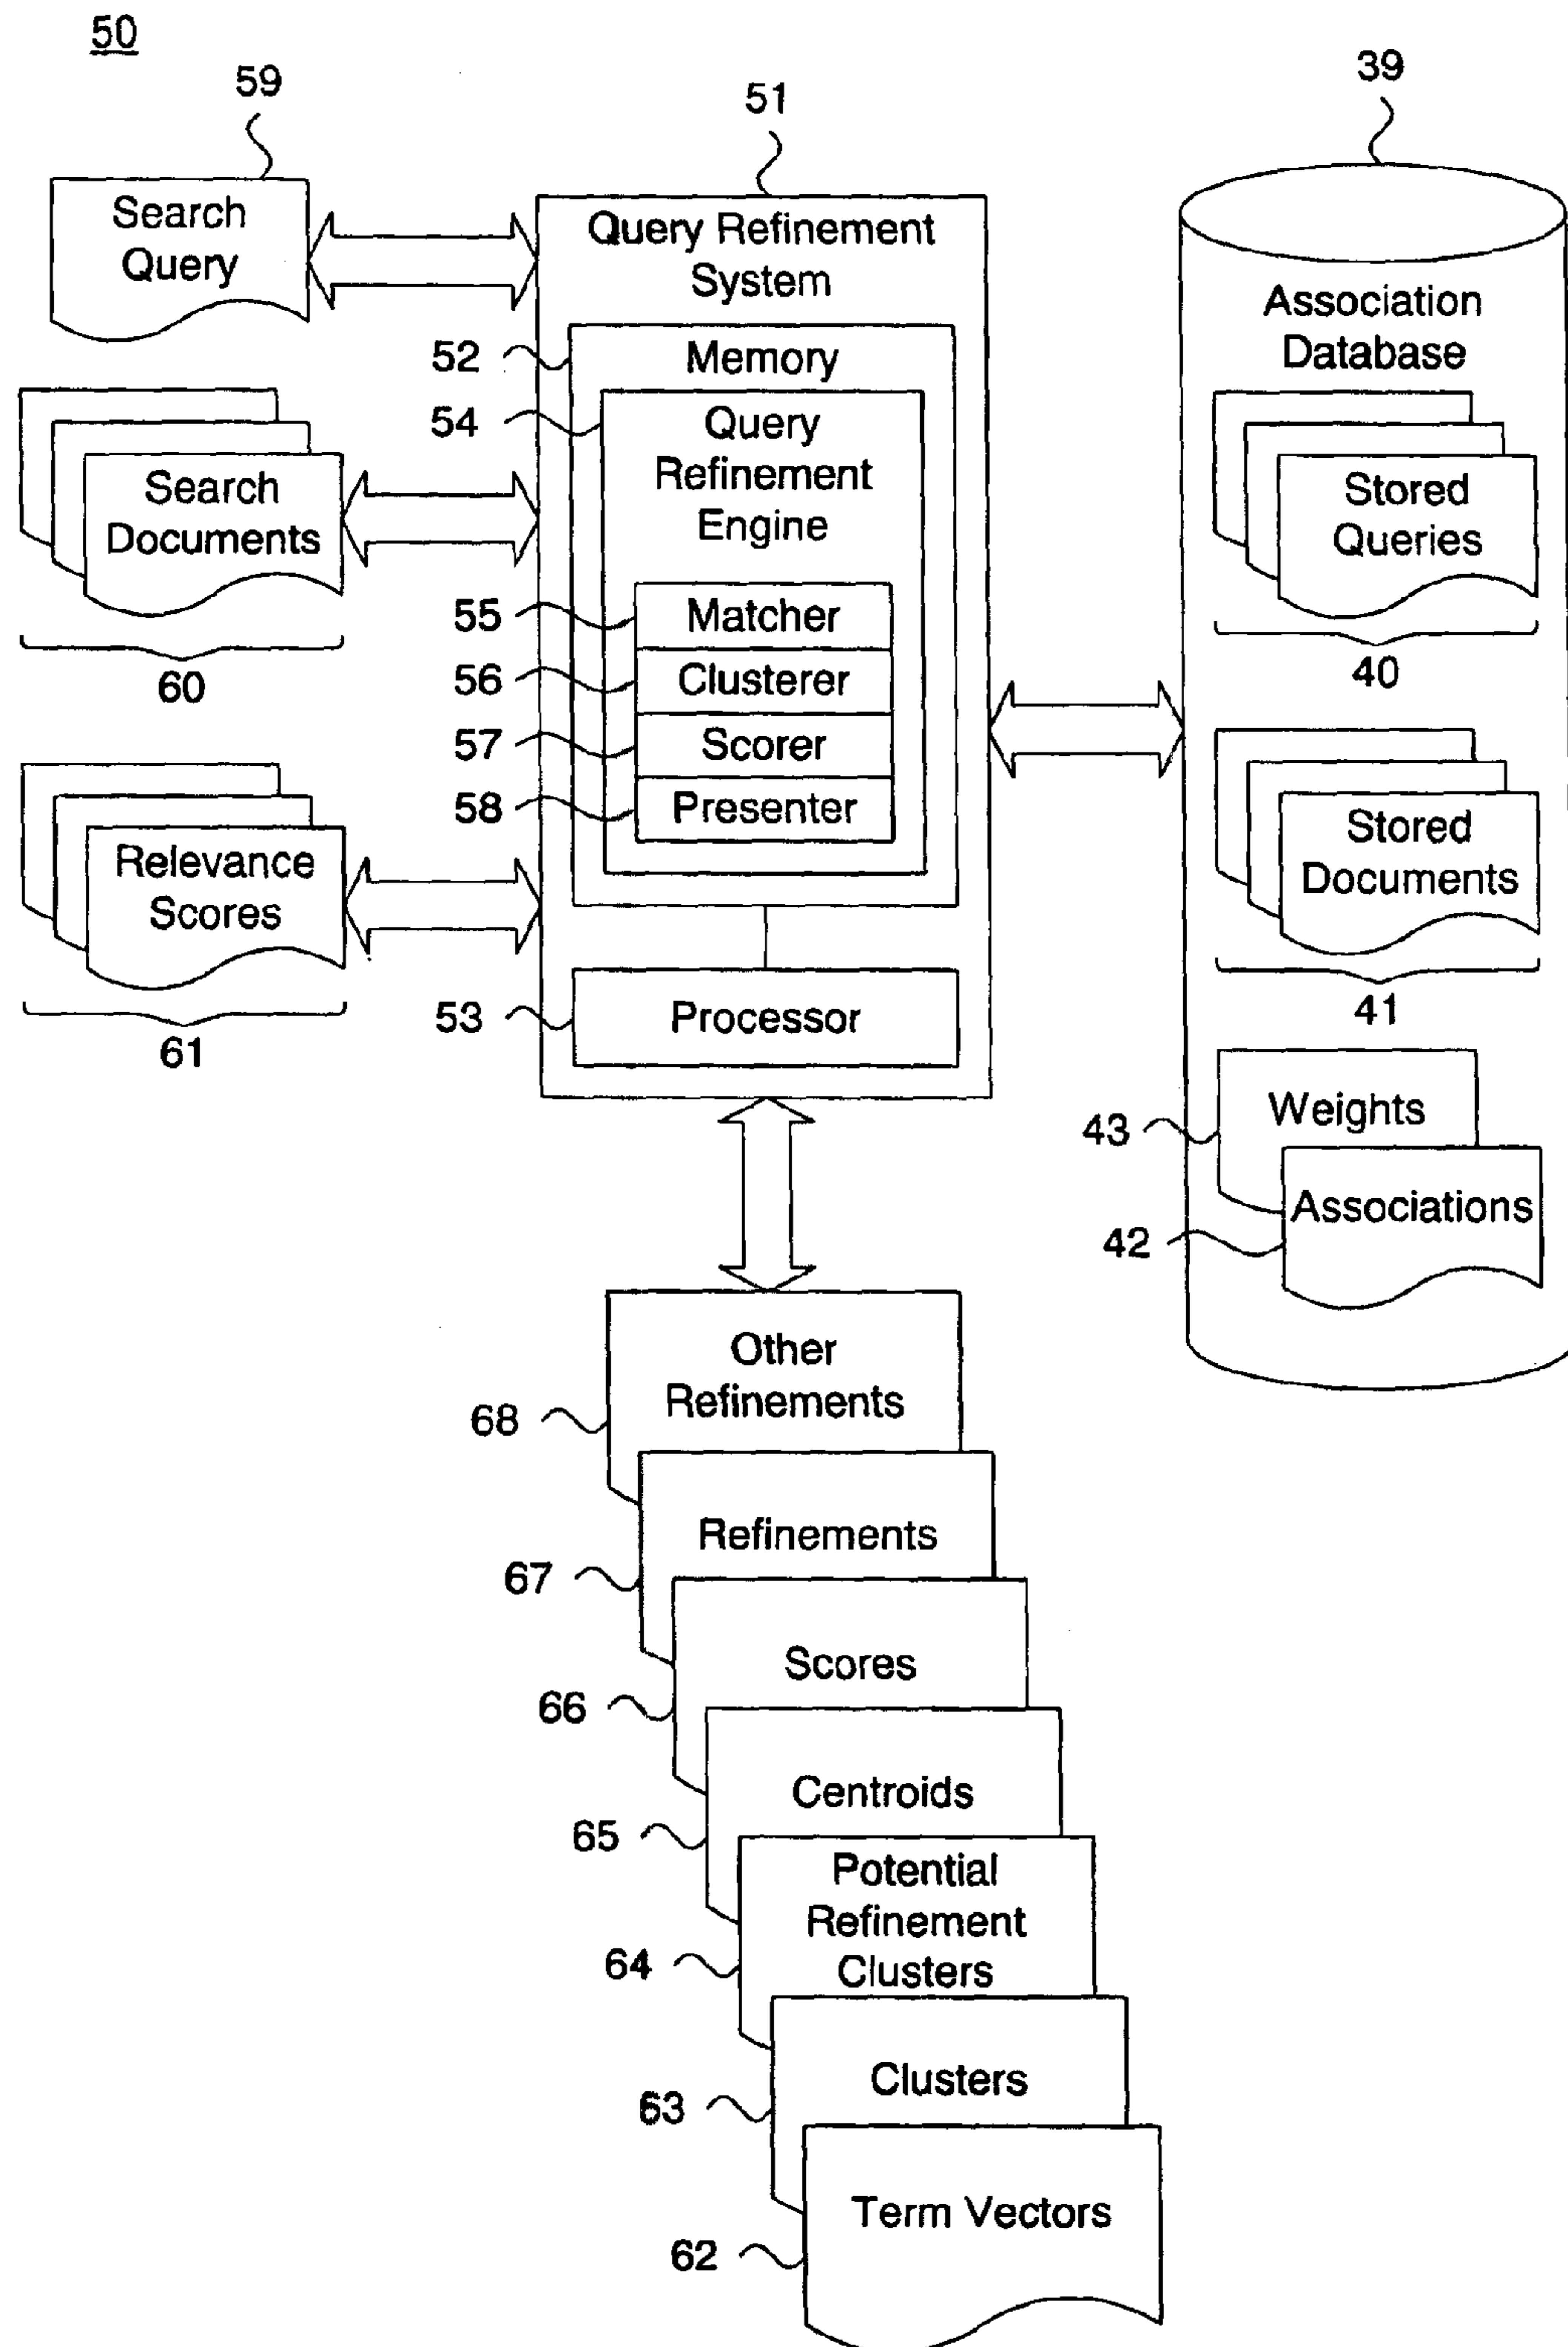 50
59
51
39
Search
Query
Query Refinement
System
Association
Database
52
Memory
54
Query
Refinement
Engine
Search
Documents
60
Stored
Queries
40
55
Matcher
56
Clusterer
57
Scorer
58
Presenter
Relevance
Scores
61
Stored
Documents
41
53
Processor
43
Weights
42
Associations
Other
Refinements
68
Refinements
67
Scores
66
Centroids
65
Potential
Refinement
Clusters
64
Clusters
63
Term Vectors
62